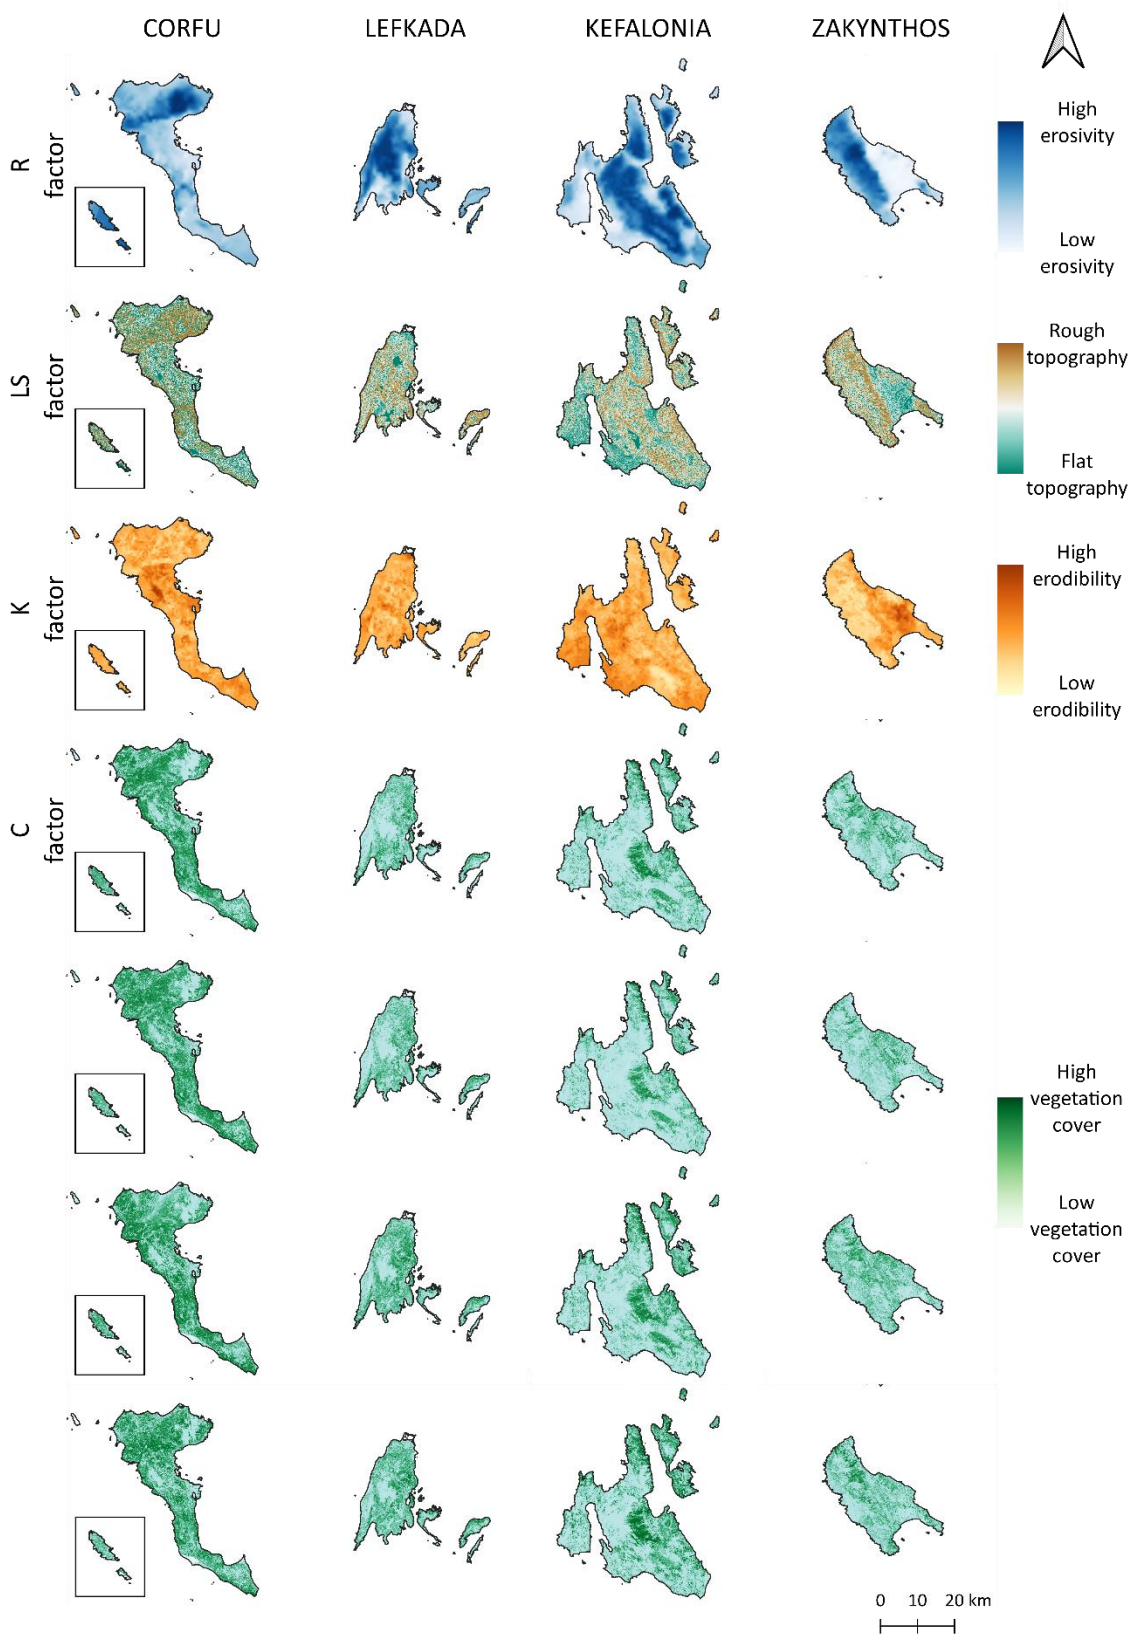 CORFU LEFKADA KEFALONIA ZAKYNTHOS
R
factor
High
erosivity
Low
erosivity
LS
factor
Rough
topography
Flat
topography
K
factor
High
erodibility
Low
erodibility
C
factor
High
vegetation
cover
Low
vegetation
cover
0 10 20 km